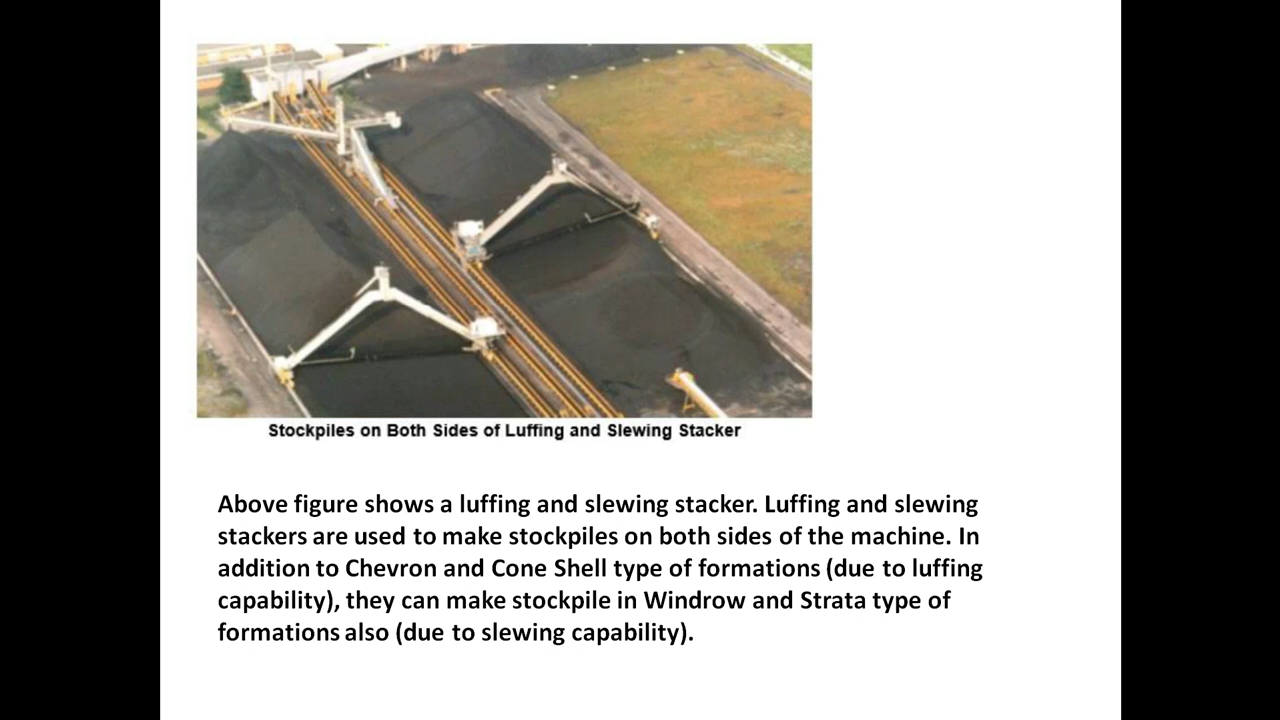 Stockpiles on Both Sides of Luffing and Slewing Stacker
Above figure shows a luffing and slewing stacker. Luffing and slewing
stackers are used to make stockpiles on both sides of the machine. In
addition to Chevron and Cone Shell type of formations (due to luffing
capability), they can make stockpile in Windrow and Strata type of
formations also (due to slewing capability).